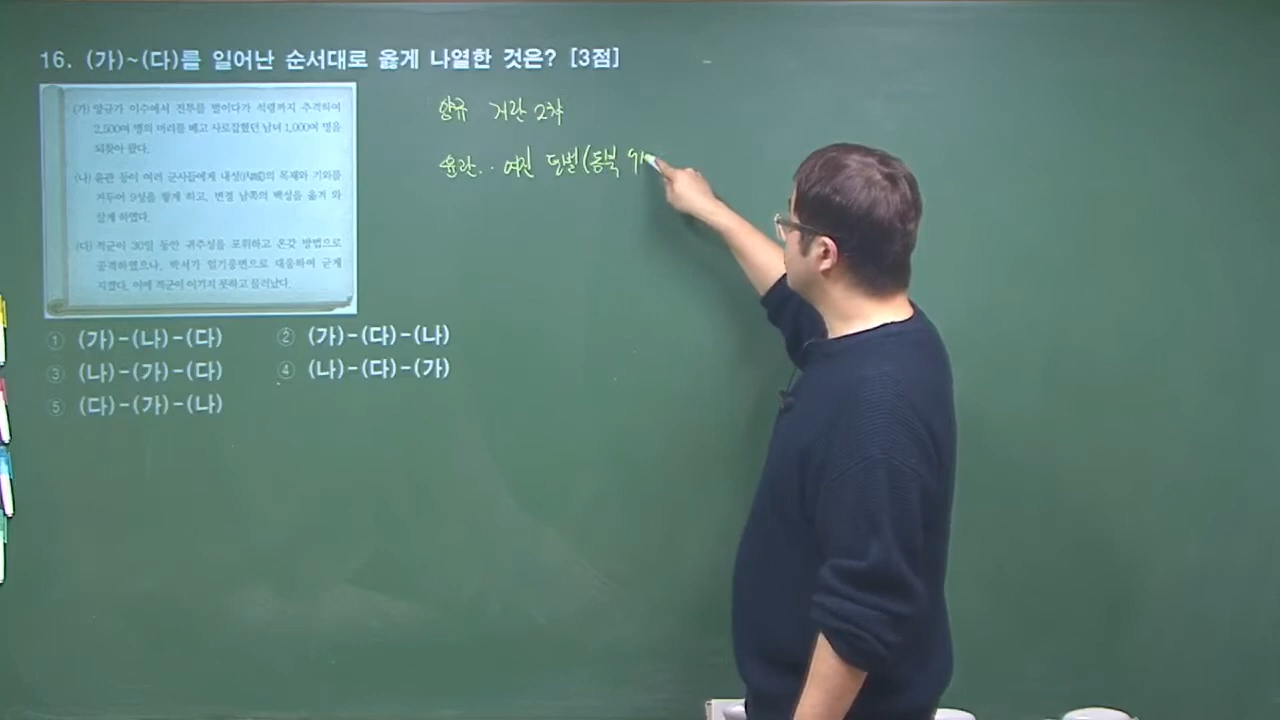 16. (가)~(다)를 일어난 순서대로 옳게 나열한 것은? [3점]
(가) 양규가 이수에서 전투를 벌이다가 석령까지 추격하여
2,500여 명의 머리를 베고 사로잡혔던 남녀 1,000여 명을
되찾아 왔다.
(나) 윤관 등이 여러 군사들에게 내성(內城)의 목재와 기와를
거두어 9성을 쌓게 하고, 변경 남쪽의 백성을 옮겨 와
살게 하였다.
(다) 적군이 30일 동안 귀주성을 포위하고 온갖 방법으로
공격하였으나, 박서가 임기응변으로 대응하여 굳게
지켰다. 이에 적군이 이기지 못하고 물러났다.
① (가)-(나)-(다) ② (가)-(다)-(나)
③ (나)-(가)-(다) ④ (나)-(다)-(가)
⑤ (다)-(가)-(나)
양규 거란 2차
윤관.. 여진 정벌(동북 9